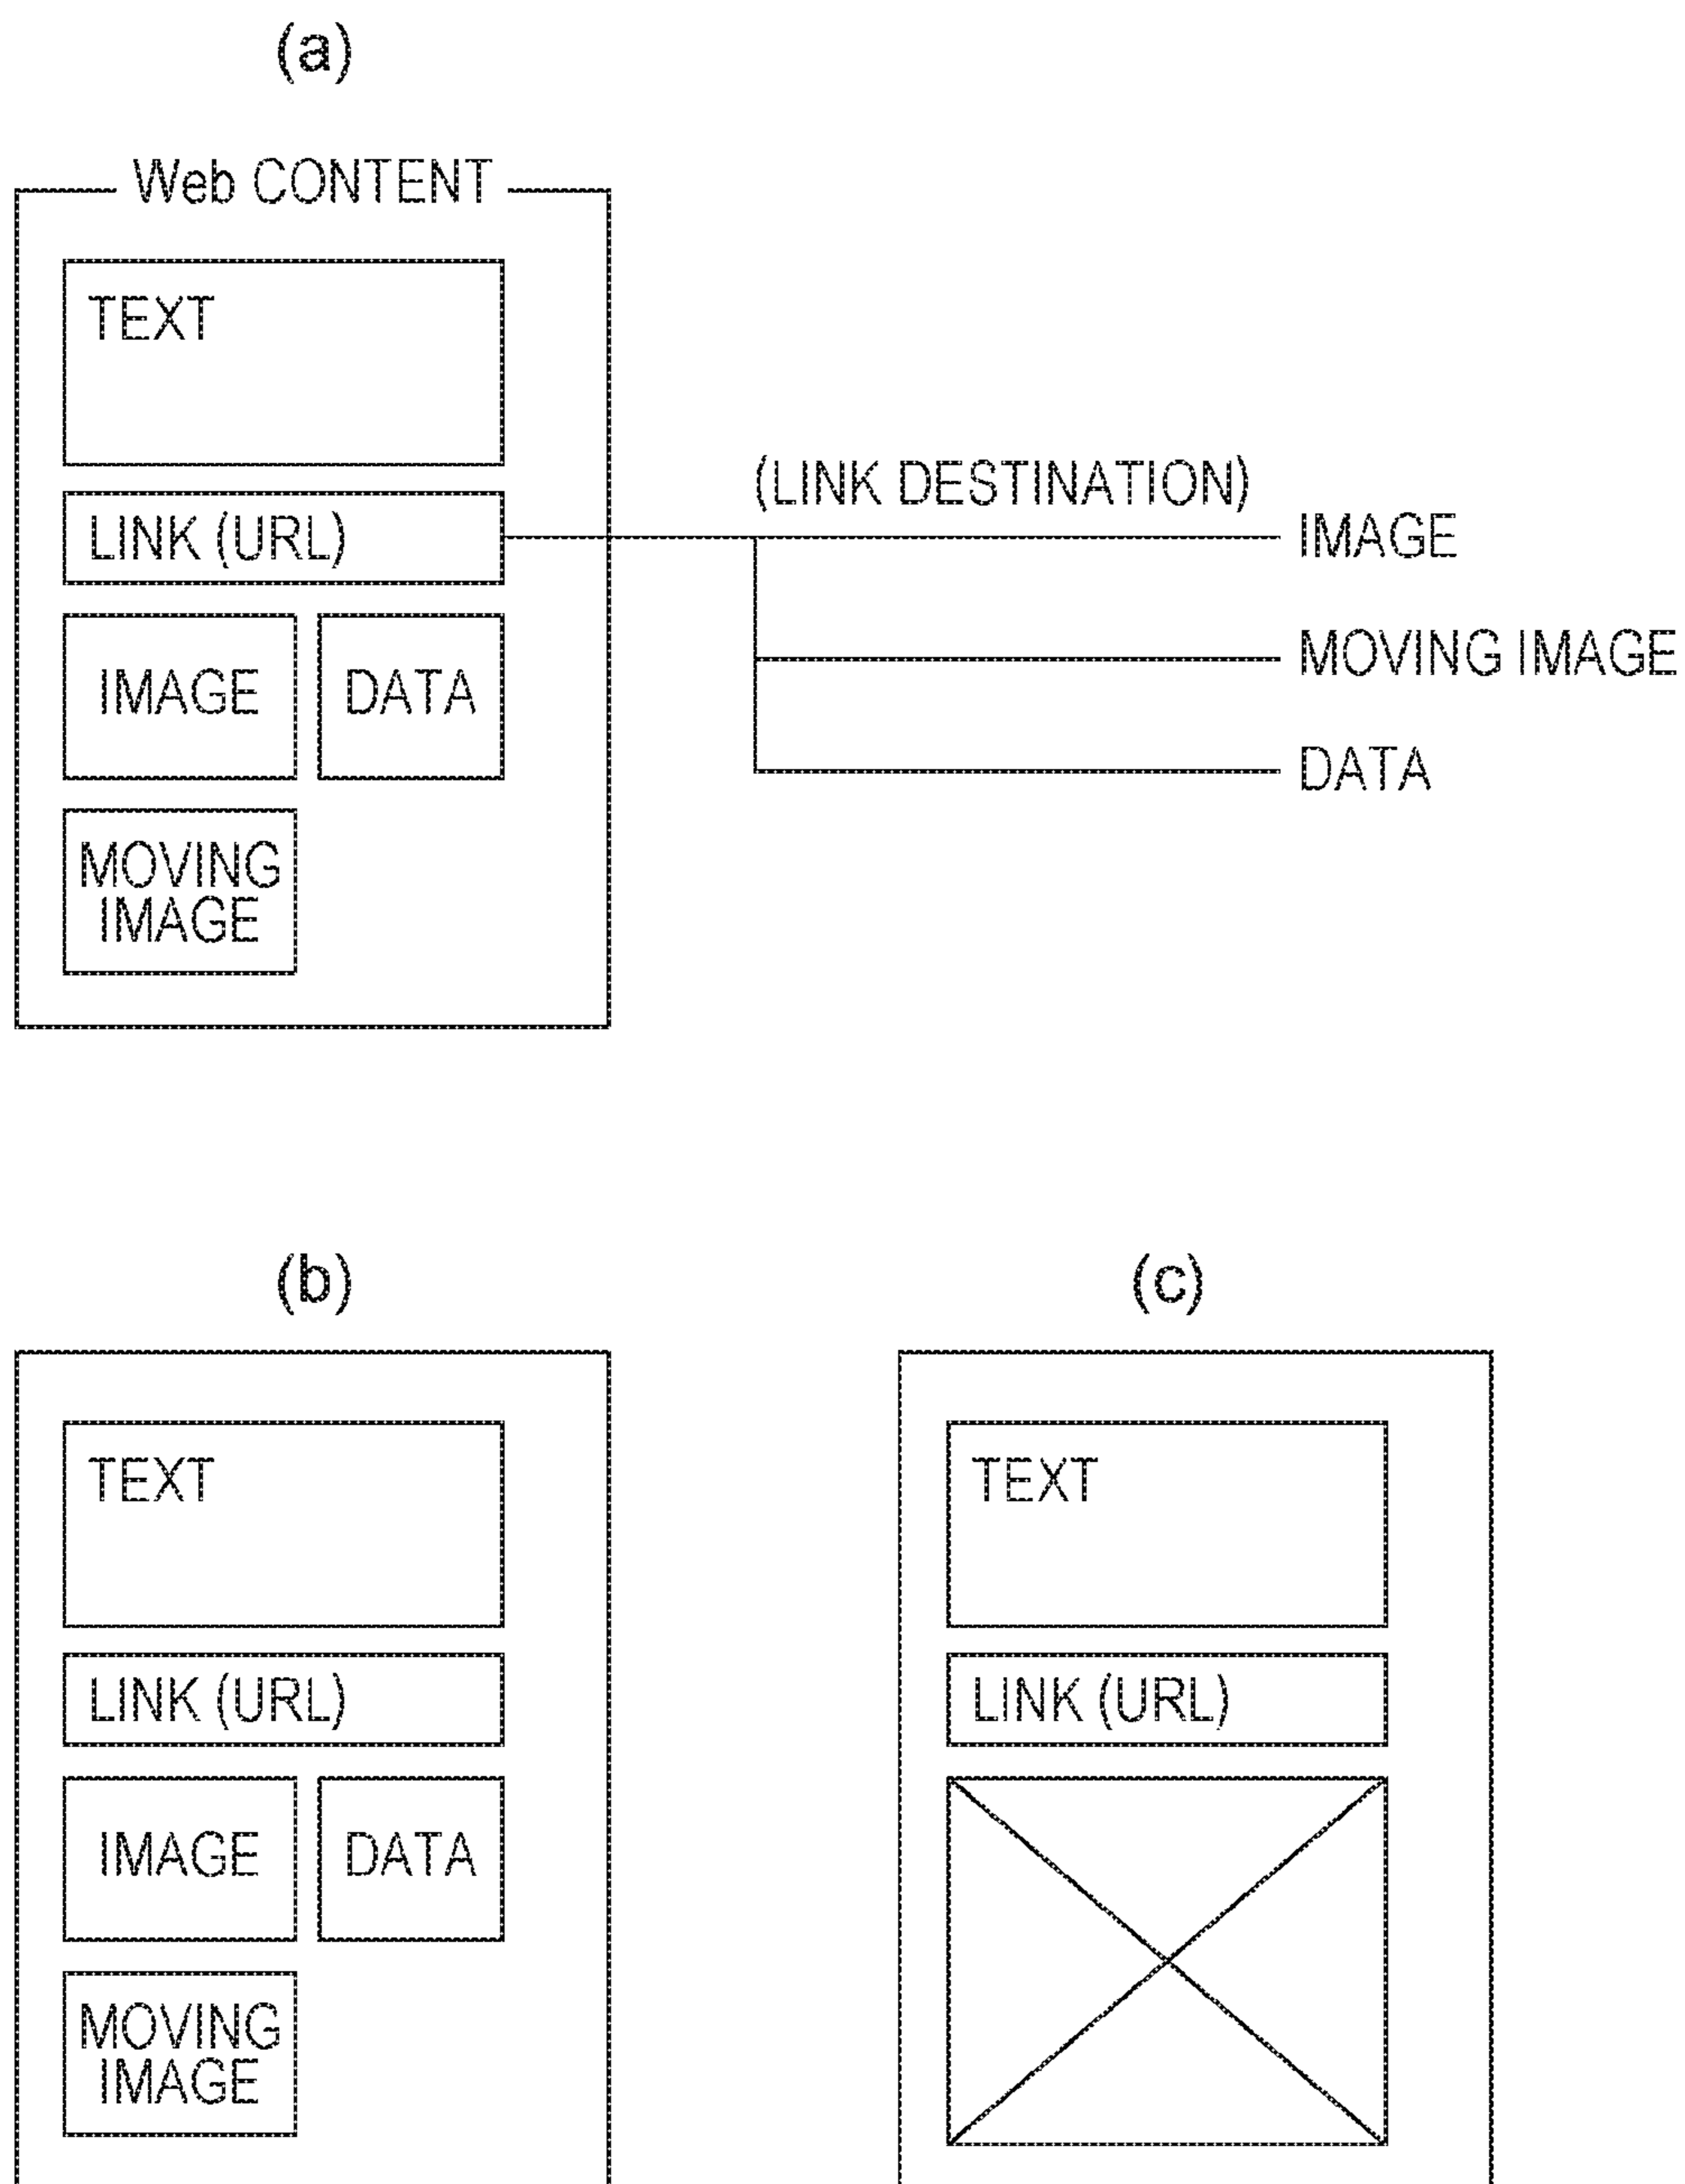 (a)
Web CONTENT
TEXT
LINK (URL)
(LINK DESTINATION)
IMAGE
MOVING IMAGE
DATA
IMAGE
DATA
MOVING
IMAGE
(b)
TEXT
LINK (URL)
IMAGE
DATA
MOVING
IMAGE
(c)
TEXT
LINK (URL)